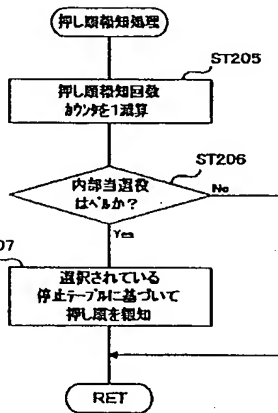 押し順報知処理
ST205
押し順報知回数
カウンタを1減算
ST206
内部当選役
はベルか？
No
Yes
07
選択されている
停止テーブルに基づいて
押し順を報知
RET